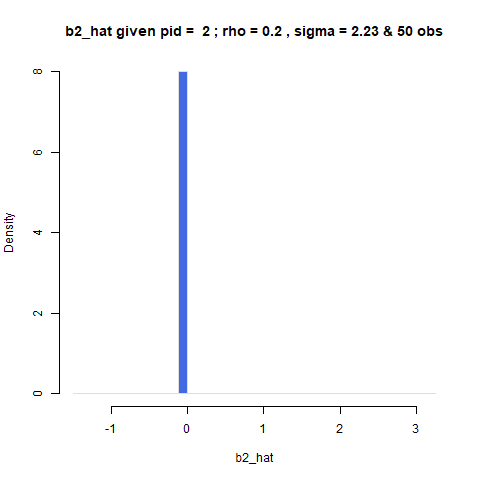 b2_hat given pid =  2 ; rho = 0.2 , sigma = 2.23 & 50 obs
8
6
4
2
0
Density
-1 0 1 2 3
b2_hat